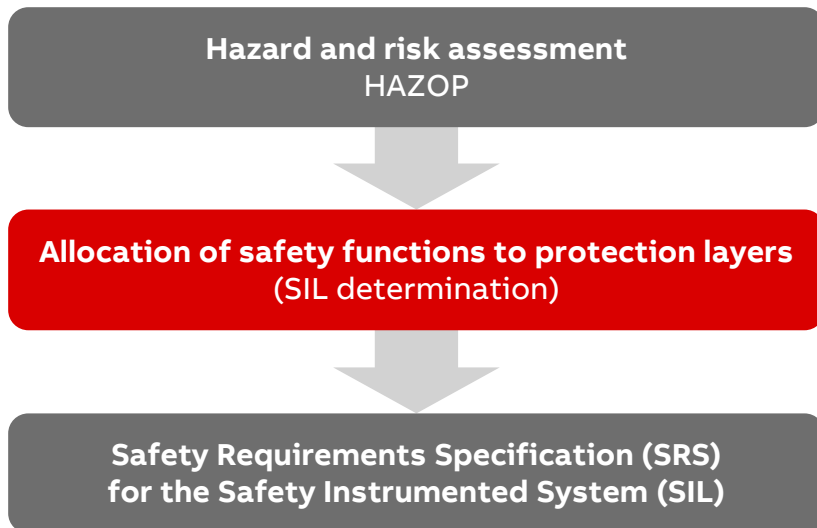 Hazard and risk assessment
HAZOP
Allocation of safety functions to protection layers
(SIL determination)
Safety Requirements Specification (SRS)
for the Safety Instrumented System (SIL)